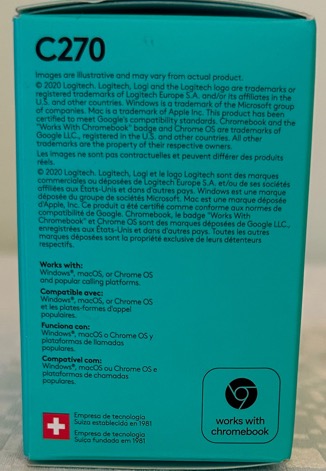 C270
Images are illustrative and may vary from actual product.
© 2020 Logitech. Logitech, Logi and the Logitech logo are trademarks or
registered trademarks of Logitech Europe S.A. and/or its affiliates in the
U.S. and other countries. Windows is a trademark of the Microsoft group
of companies. Mac is a trademark of Apple Inc. This product has been
certified to meet Google's compatibility standards. Chromebook and the
"Works With Chromebook" badge and Chrome OS are trademarks of
Google LLC., registered in the U.S. and other countries. All other
trademarks are the property of their respective owners.
Les images ne sont pas contractuelles et peuvent différer des produits
réels.
© 2020 Logitech. Logitech, Logi et le logo Logitech sont des marques
commerciales ou déposées de Logitech Europe S.A. et/ou de ses sociétés
affiliées aux États-Unis et dans d'autres pays. Windows est une marque
déposée du groupe de sociétés Microsoft. Mac est une marque déposée
d'Apple, Inc. Ce produit a été certifié comme conforme aux normes de
compatibilité de Google. Chromebook, le badge "Works With
Chromebook" et Chrome OS sont des marques déposées de Google LLC.,
enregistrées aux États-Unis et dans d'autres pays. Toutes les autres
marques déposées sont la propriété exclusive de leurs détenteurs
respectifs.
Works with:
Windows®, macOS, or Chrome OS
and popular calling platforms.
Compatible avec:
Windows®, macOS, or Chrome OS
et les plates-formes d'appel
populaires.
Funciona con:
Windows®, macOS o Chrome OS y
plataformas de llamadas
populares.
Compatível com:
Windows®, macOS ou Chrome OS e
plataformas de chamadas
populares.
Empresa de tecnología
Suiza establecida en 1981
Empresa de tecnologia
Suíça fundada em 1981
works with
chromebook